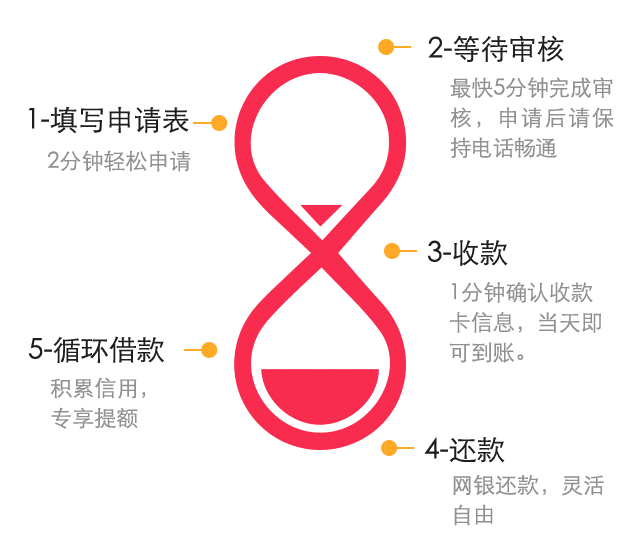 1-填写申请表
2分钟轻松申请
2-等待审核
最快5分钟完成审
核，申请后请保
持电话畅通
3-收款
1分钟确认收款
卡信息，当天即
可到账。
4-还款
网银还款，灵活
自由
5-循环借款
积累信用，
专享提额